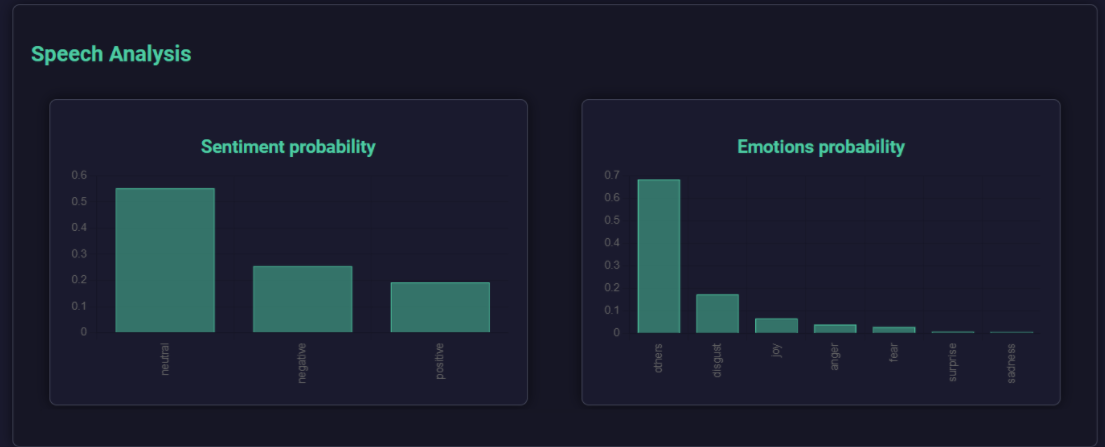 Speech Analysis
Sentiment probability
0.6
0.5
0.4
0.3
0.2
0.1
0
neutral
negative
positive
Emotions probability
0.7
0.6
0.5
0.4
0.3
0.2
0.1
0
others
disgust
joy
anger
fear
surprise
sadness